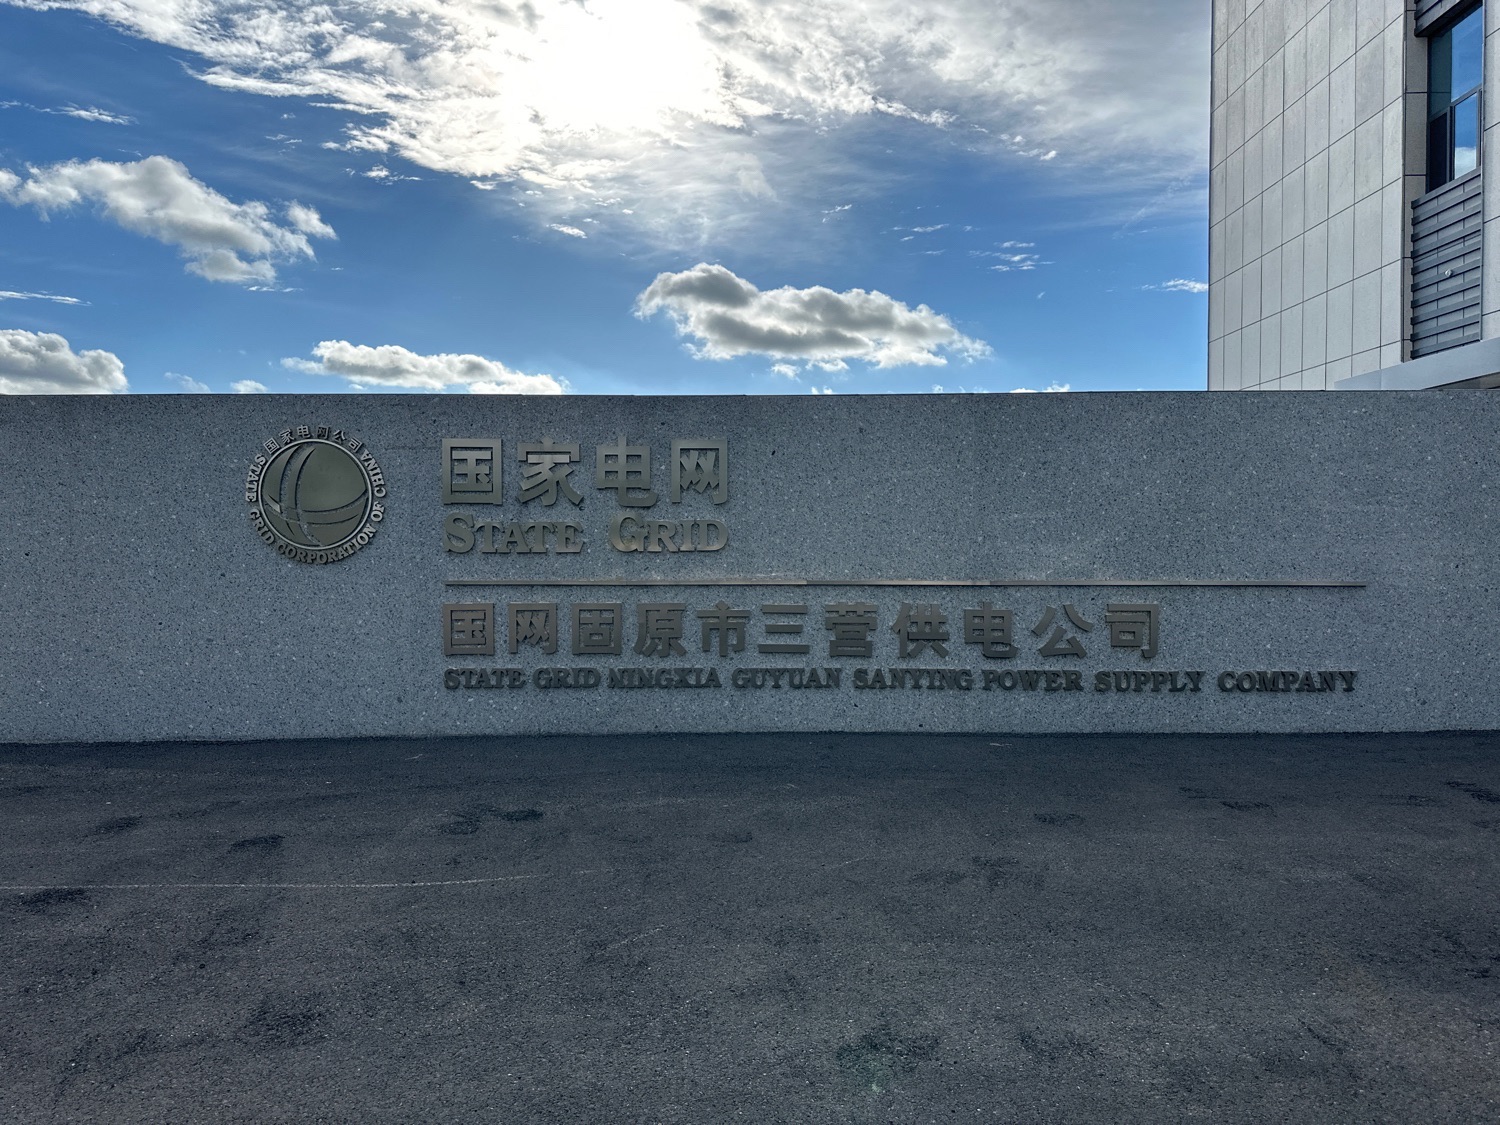 国家电网公司
STATE GRID CORPORATION OF CHINA
国家电网
STATE GRID
国网固原市三营供电公司
STATE GRID NINGXIA GUYUAN SANYING POWER SUPPLY COMPANY